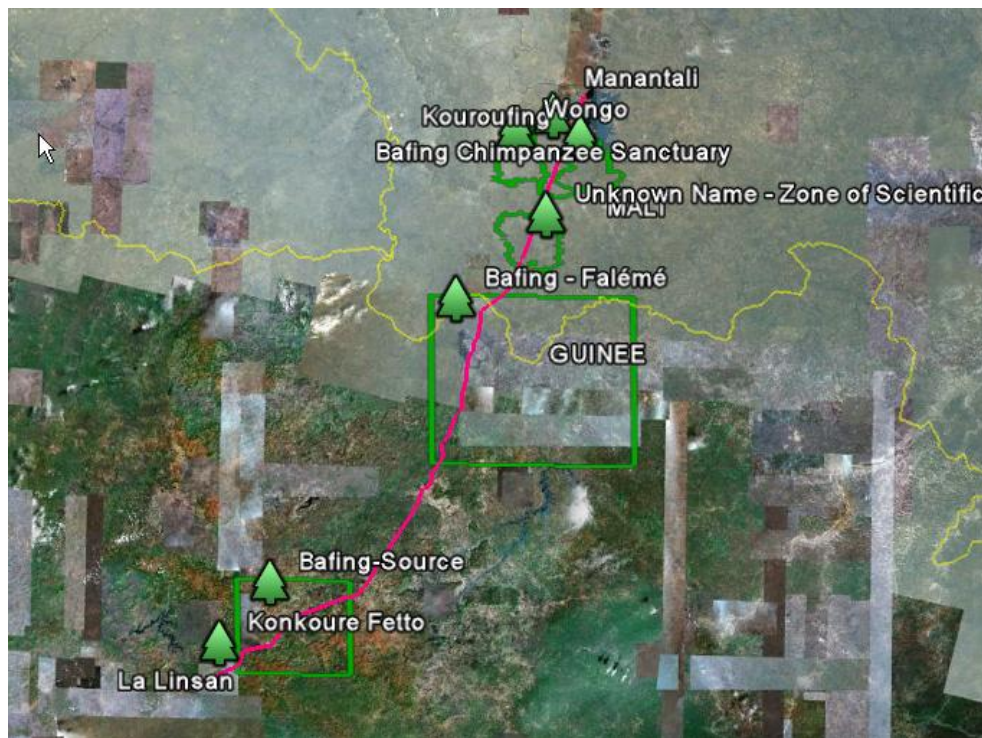 Manantali
Kouroufing
Wongo
Bafing Chimpanzee Sanctuary
Unknown Name - Zone of Scientific
MALI
Bafing - Falémé
GUINEE
Bafing-Source
Konkoure Fetto
La Linsan